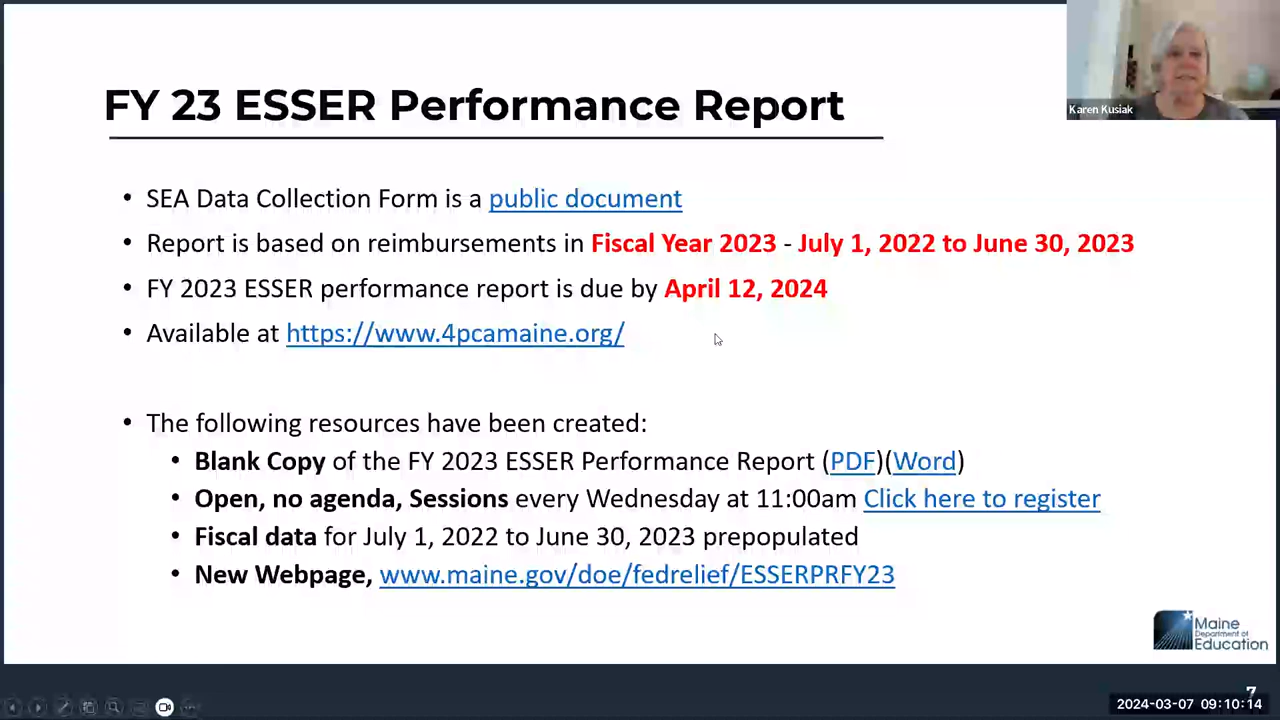 Karen Kusiak
FY 23 ESSER Performance Report
• SEA Data Collection Form is a public document
• Report is based on reimbursements in Fiscal Year 2023 - July 1, 2022 to June 30, 2023
• FY 2023 ESSER performance report is due by April 12, 2024
• Available at https://www.4pcamaine.org/
• The following resources have been created:
• Blank Copy of the FY 2023 ESSER Performance Report (PDF)(Word)
• Open, no agenda, Sessions every Wednesday at 11:00am Click here to register
• Fiscal data for July 1, 2022 to June 30, 2023 prepopulated
• New Webpage, www.maine.gov/doe/fedrelief/ESSERPRFY23
Maine
Department of
Education
7
2024-03-07 09:10:14